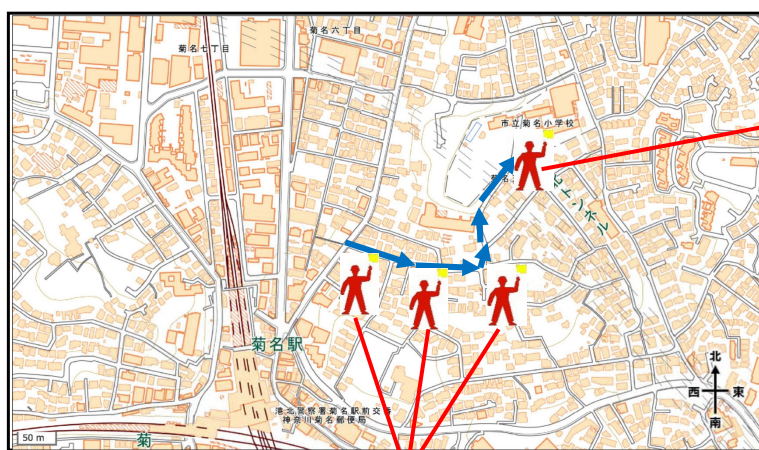 菊名六丁目
菊名七丁目
市立菊名小学校
菊名
北トンネル
菊名駅
北
西
東
南
港北警察署菊名駅前交番
神奈川菊名郵便局
50 m
菊